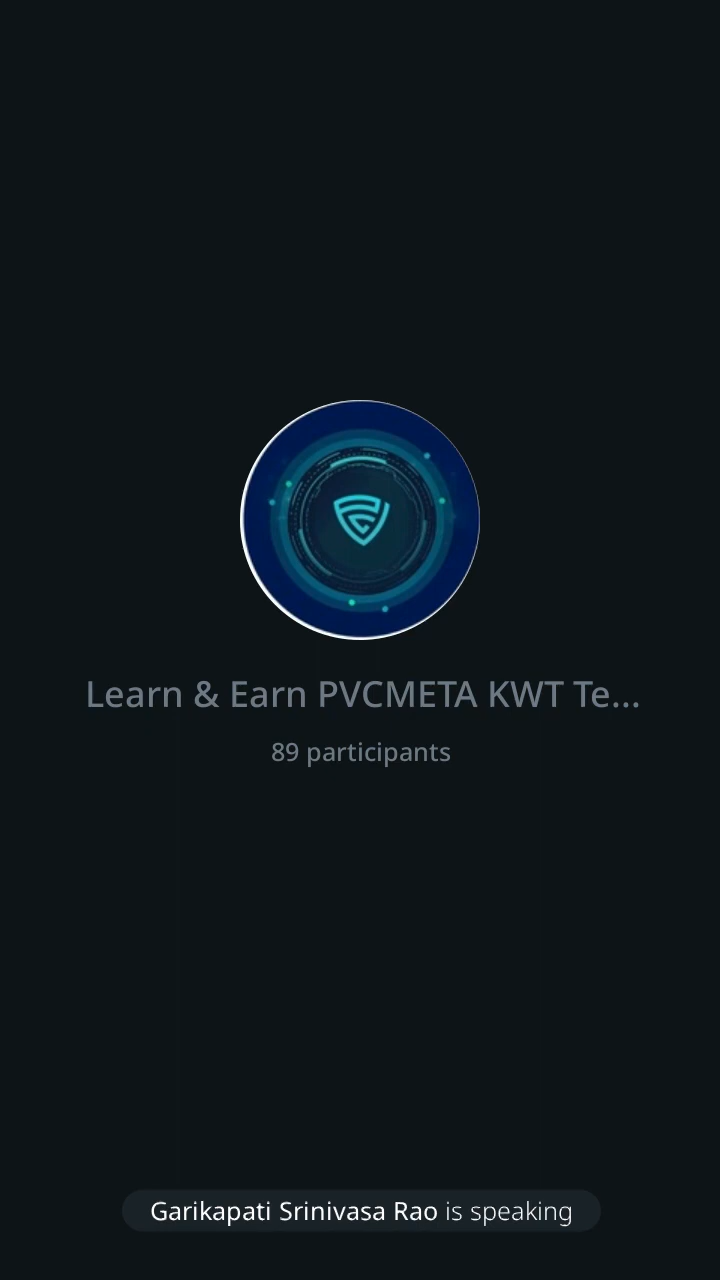 Learn & Earn PVCMETA KWT Te...
89 participants
Garikapati Srinivasa Rao is speaking